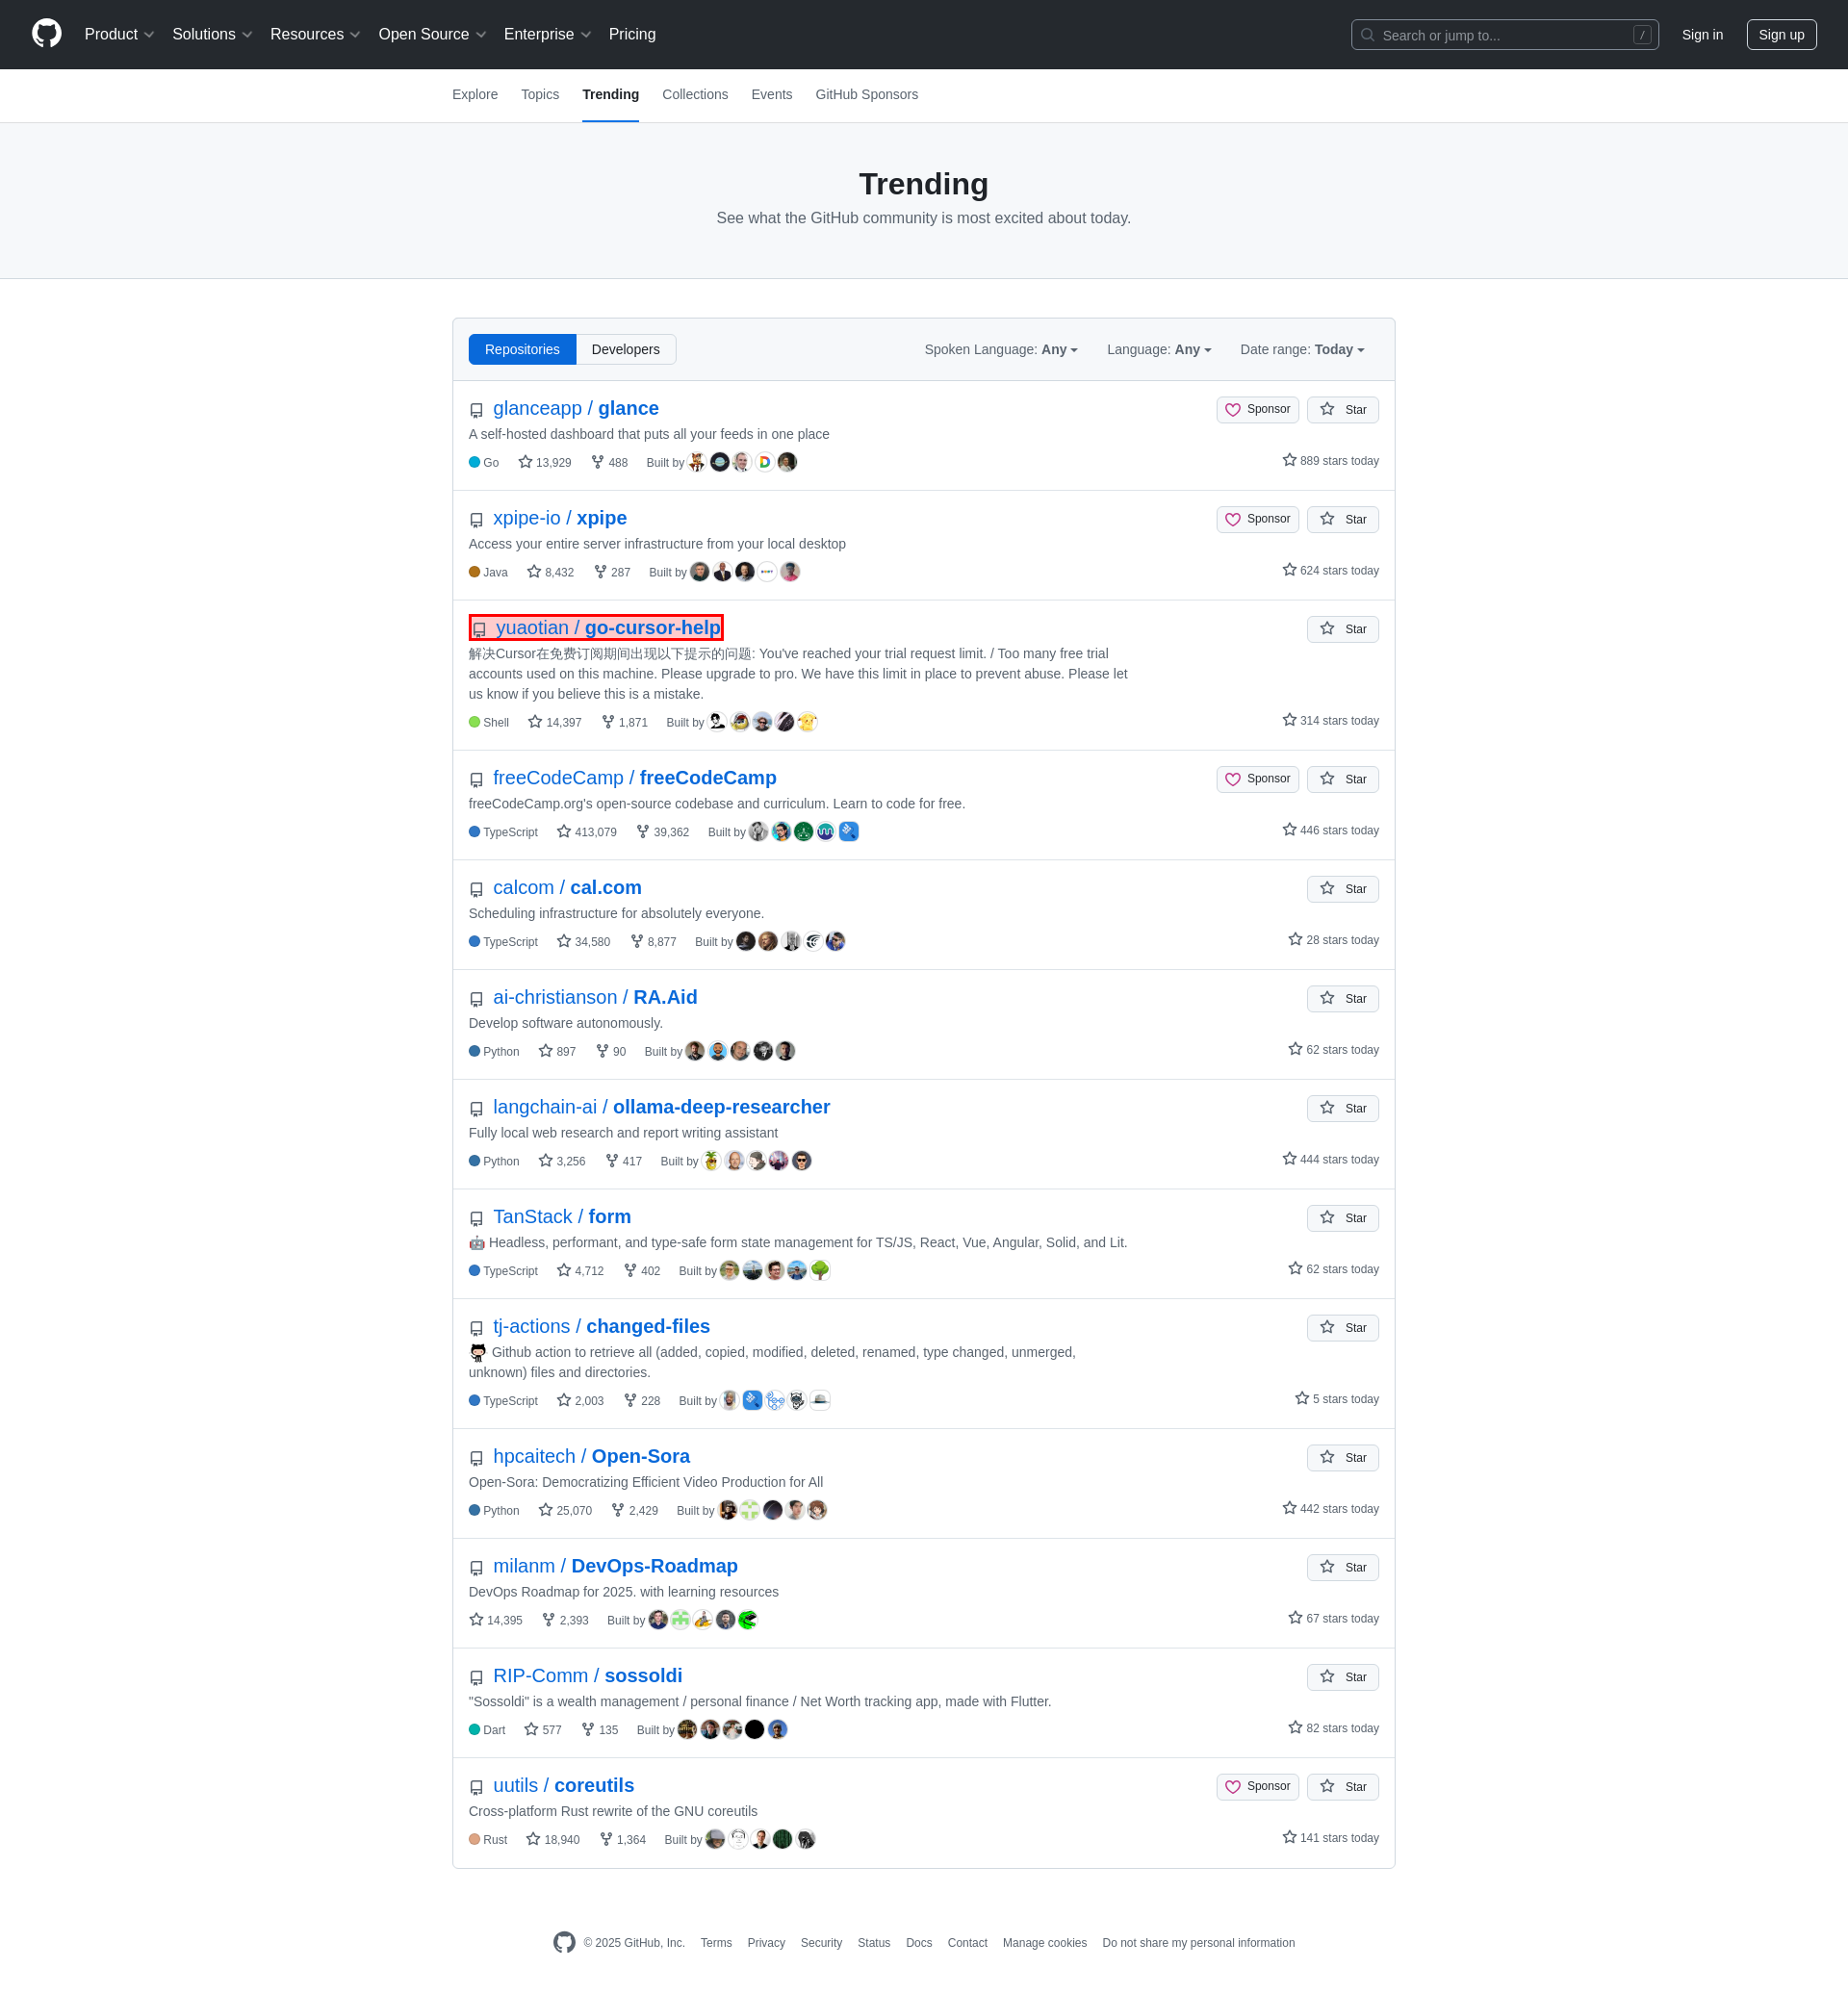 Product Solutions Resources Open Source Enterprise Pricing Search or jump to... / Sign in Sign up
Explore Topics Trending Collections Events GitHub Sponsors
Trending
See what the GitHub community is most excited about today.
Repositories Developers Spoken Language: Any Language: Any Date range: Today
glanceapp / glance Sponsor Star
A self-hosted dashboard that puts all your feeds in one place
Go 13,929 488 Built by 889 stars today
xpipe-io / xpipe Sponsor Star
Access your entire server infrastructure from your local desktop
Java 8,432 287 Built by 624 stars today
yuaotian / go-cursor-help Star
解决Cursor在免费订阅期间出现以下提示的问题: You've reached your trial request limit. / Too many free trial
accounts used on this machine. Please upgrade to pro. We have this limit in place to prevent abuse. Please let
us know if you believe this is a mistake.
Shell 14,397 1,871 Built by 314 stars today
freeCodeCamp / freeCodeCamp Sponsor Star
freeCodeCamp.org's open-source codebase and curriculum. Learn to code for free.
TypeScript 413,079 39,362 Built by 446 stars today
calcom / cal.com Star
Scheduling infrastructure for absolutely everyone.
TypeScript 34,580 8,877 Built by 28 stars today
ai-christianson / RA.Aid Star
Develop software autonomously.
Python 897 90 Built by 62 stars today
langchain-ai / ollama-deep-researcher Star
Fully local web research and report writing assistant
Python 3,256 417 Built by 444 stars today
TanStack / form Star
🤖 Headless, performant, and type-safe form state management for TS/JS, React, Vue, Angular, Solid, and Lit.
TypeScript 4,712 402 Built by 62 stars today
tj-actions / changed-files Star
Github action to retrieve all (added, copied, modified, deleted, renamed, type changed, unmerged,
unknown) files and directories.
TypeScript 2,003 228 Built by 5 stars today
hpcaitech / Open-Sora Star
Open-Sora: Democratizing Efficient Video Production for All
Python 25,070 2,429 Built by 442 stars today
milanm / DevOps-Roadmap Star
DevOps Roadmap for 2025. with learning resources
14,395 2,393 Built by 67 stars today
RIP-Comm / sossoldi Star
"Sossoldi" is a wealth management / personal finance / Net Worth tracking app, made with Flutter.
Dart 577 135 Built by 82 stars today
uutils / coreutils Sponsor Star
Cross-platform Rust rewrite of the GNU coreutils
Rust 18,940 1,364 Built by 141 stars today
© 2025 GitHub, Inc. Terms Privacy Security Status Docs Contact Manage cookies Do not share my personal information